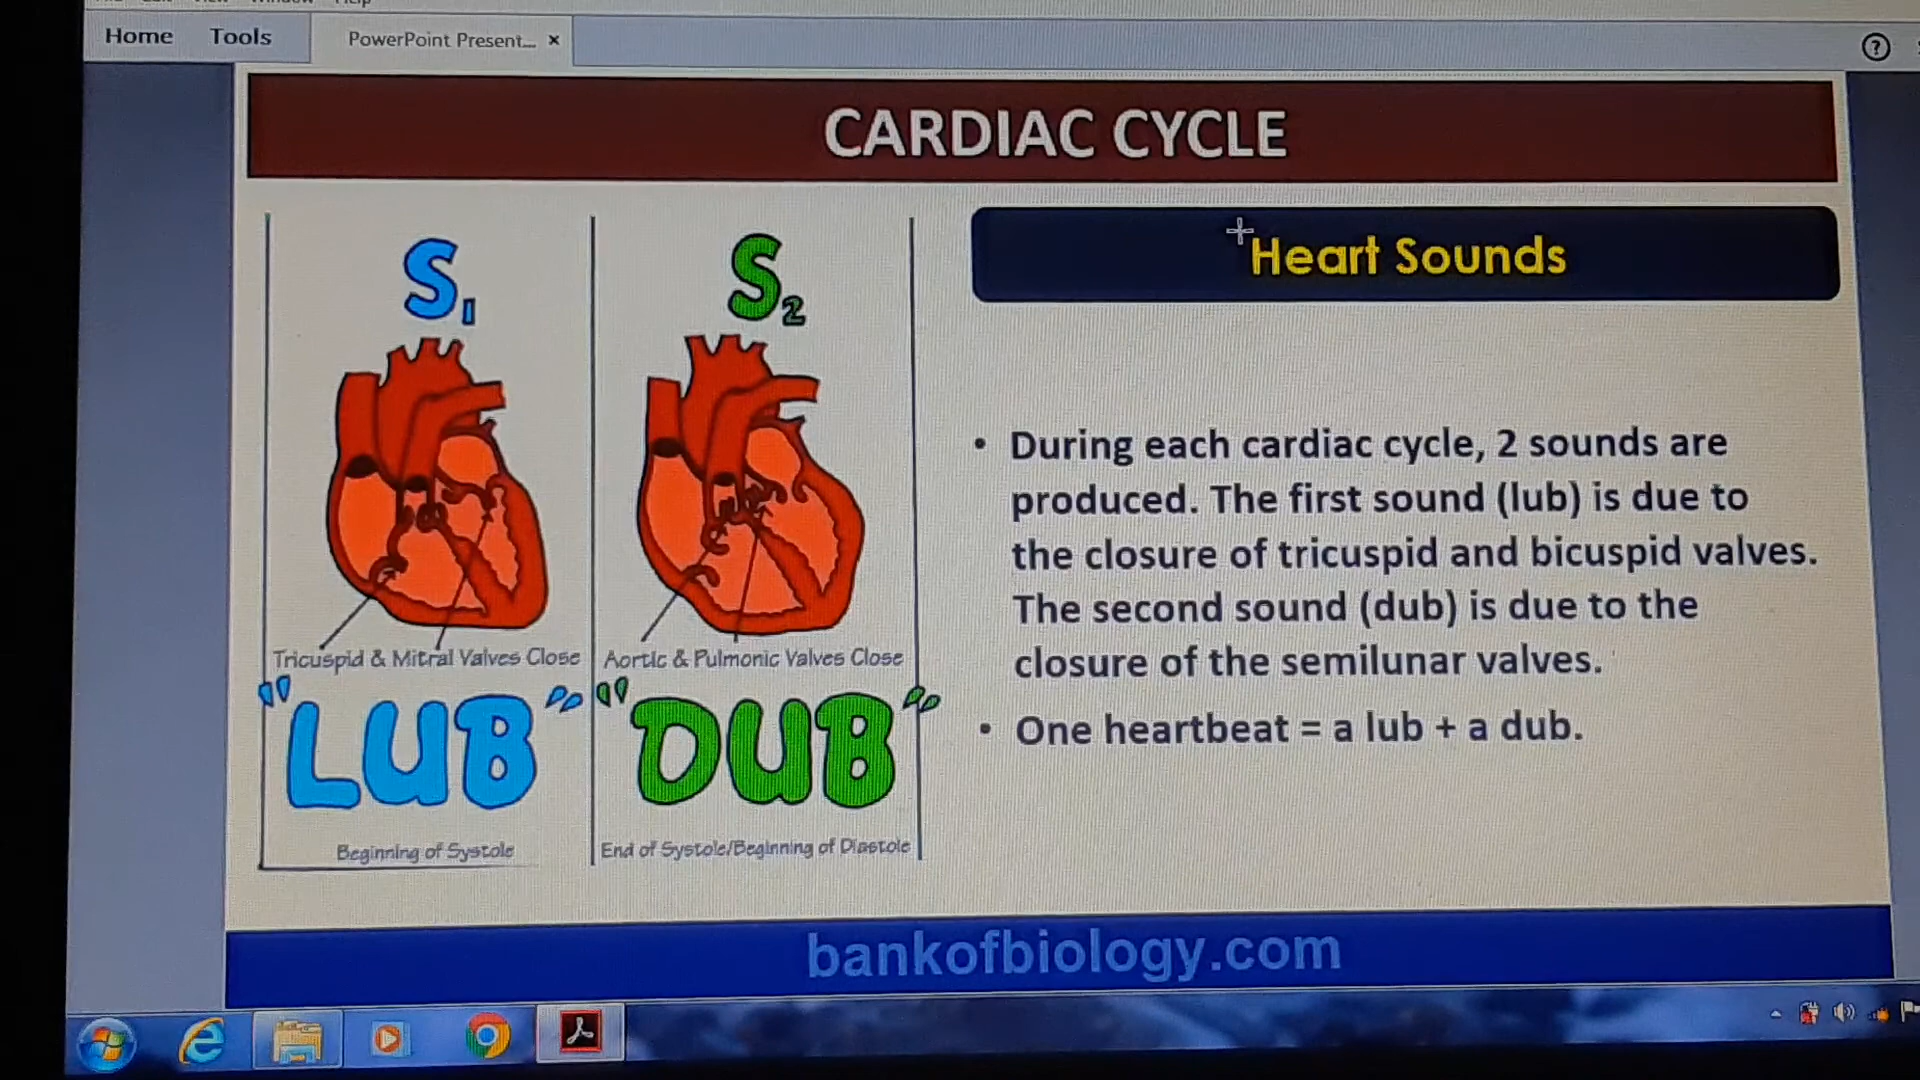 Home Tools PowerPoint Present... ×
CARDIAC CYCLE
S1 S2
Heart Sounds
• During each cardiac cycle, 2 sounds are
produced. The first sound (lub) is due to
the closure of tricuspid and bicuspid valves.
The second sound (dub) is due to the
closure of the semilunar valves.
• One heartbeat = a lub + a dub.
Tricuspid & Mitral Valves Close
Aortic & Pulmonic Valves Close
"LUB" "DUB"
Beginning of Systole
End of Systole/Beginning of Diastole
bankofbiology.com